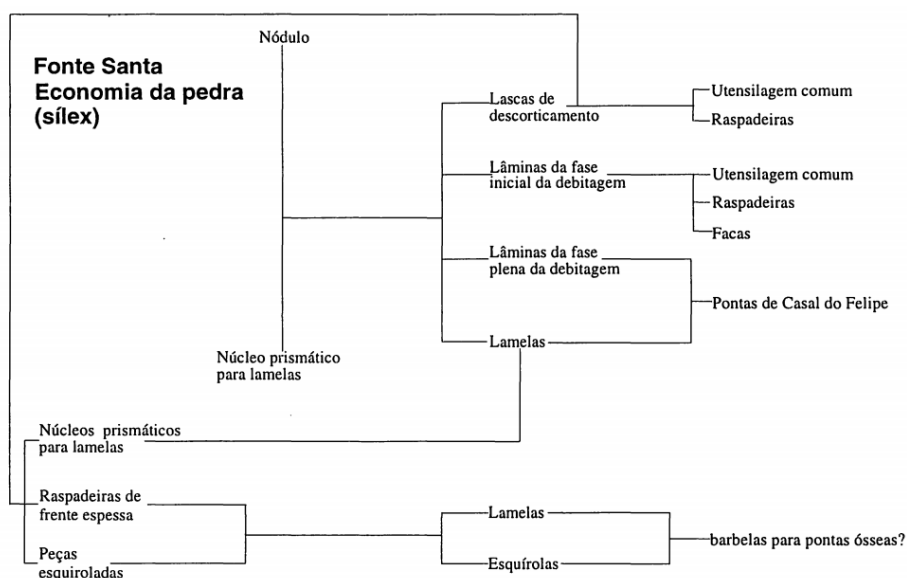 Fonte Santa
Economia da pedra
(sílex)
Nódulo
Lascas de
descorticamento
Utensilagem comum
Raspadeiras
Lâminas da fase
inicial da debitagem
Utensilagem comum
Raspadeiras
Facas
Lâminas da fase
plena da debitagem
Pontas de Casal do Felipe
Lamelas
Núcleo prismático
para lamelas
Núcleos prismáticos
para lamelas
Raspadeiras de
frente espessa
Peças
esquiroladas
Lamelas
Esquírolas
barbelas para pontas ósseas?